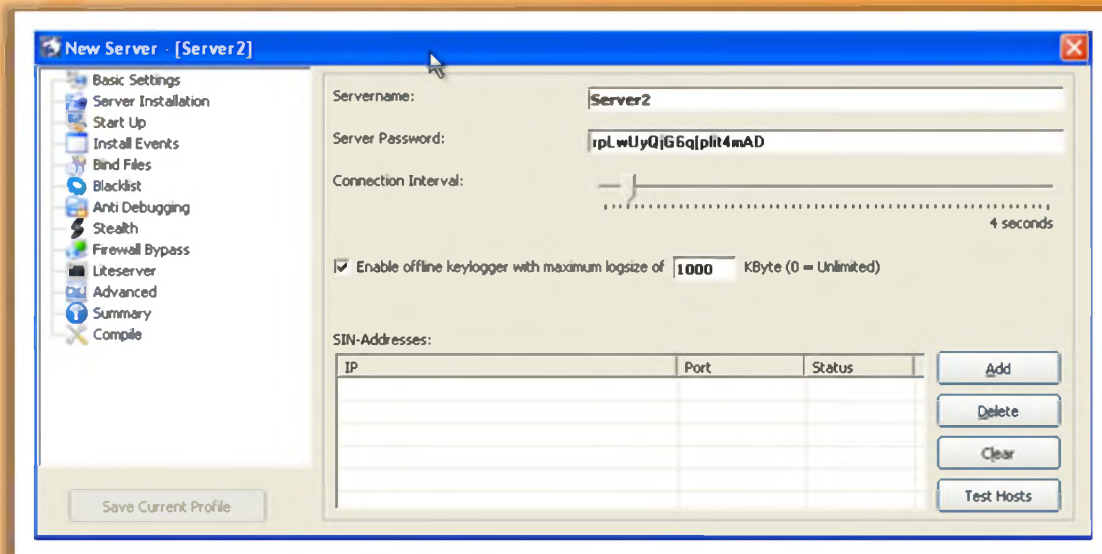 New Server - [Server2]
Basic Settings
Server Installation
Start Up
Install Events
Bind Files
Blacklist
Anti Debugging
Stealth
Firewall Bypass
Liteserver
Advanced
Summary
Compile
Save Current Profile
Servername:
Server2
Server Password:
Connection Interval:
4 seconds
Enable offline keylogger with maximum logsize of 1000 KByte (0 = Unlimited)
SIN-Addresses:
IP Port Status
Add
Delete
Clear
Test Hosts